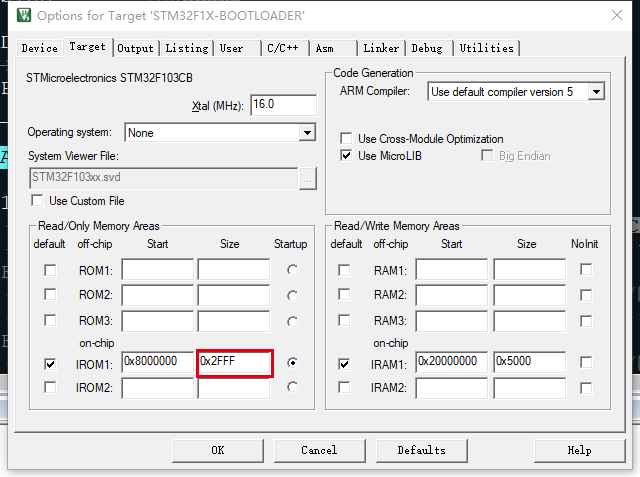 Options for Target 'STM32F1X-BOOTLOADER'
Device Target Output Listing User C/C++ Asm Linker Debug Utilities
STMicroelectronics STM32F103CB
Xtal (MHz): 16.0
Operating system: None
System Viewer File:
STM32F103xx.svd ...
Use Custom File
Code Generation
ARM Compiler: Use default compiler version 5
Use Cross-Module Optimization
Use MicroLIB Big Endian
Read/Only Memory Areas
default off-chip Start Size Startup
ROM1:
ROM2:
ROM3:
on-chip
IROM1: 0x8000000 0x2FFF
IROM2:
Read/Write Memory Areas
default off-chip Start Size NoInit
RAM1:
RAM2:
RAM3:
on-chip
IRAM1: 0x20000000 0x5000
IRAM2:
OK Cancel Defaults Help